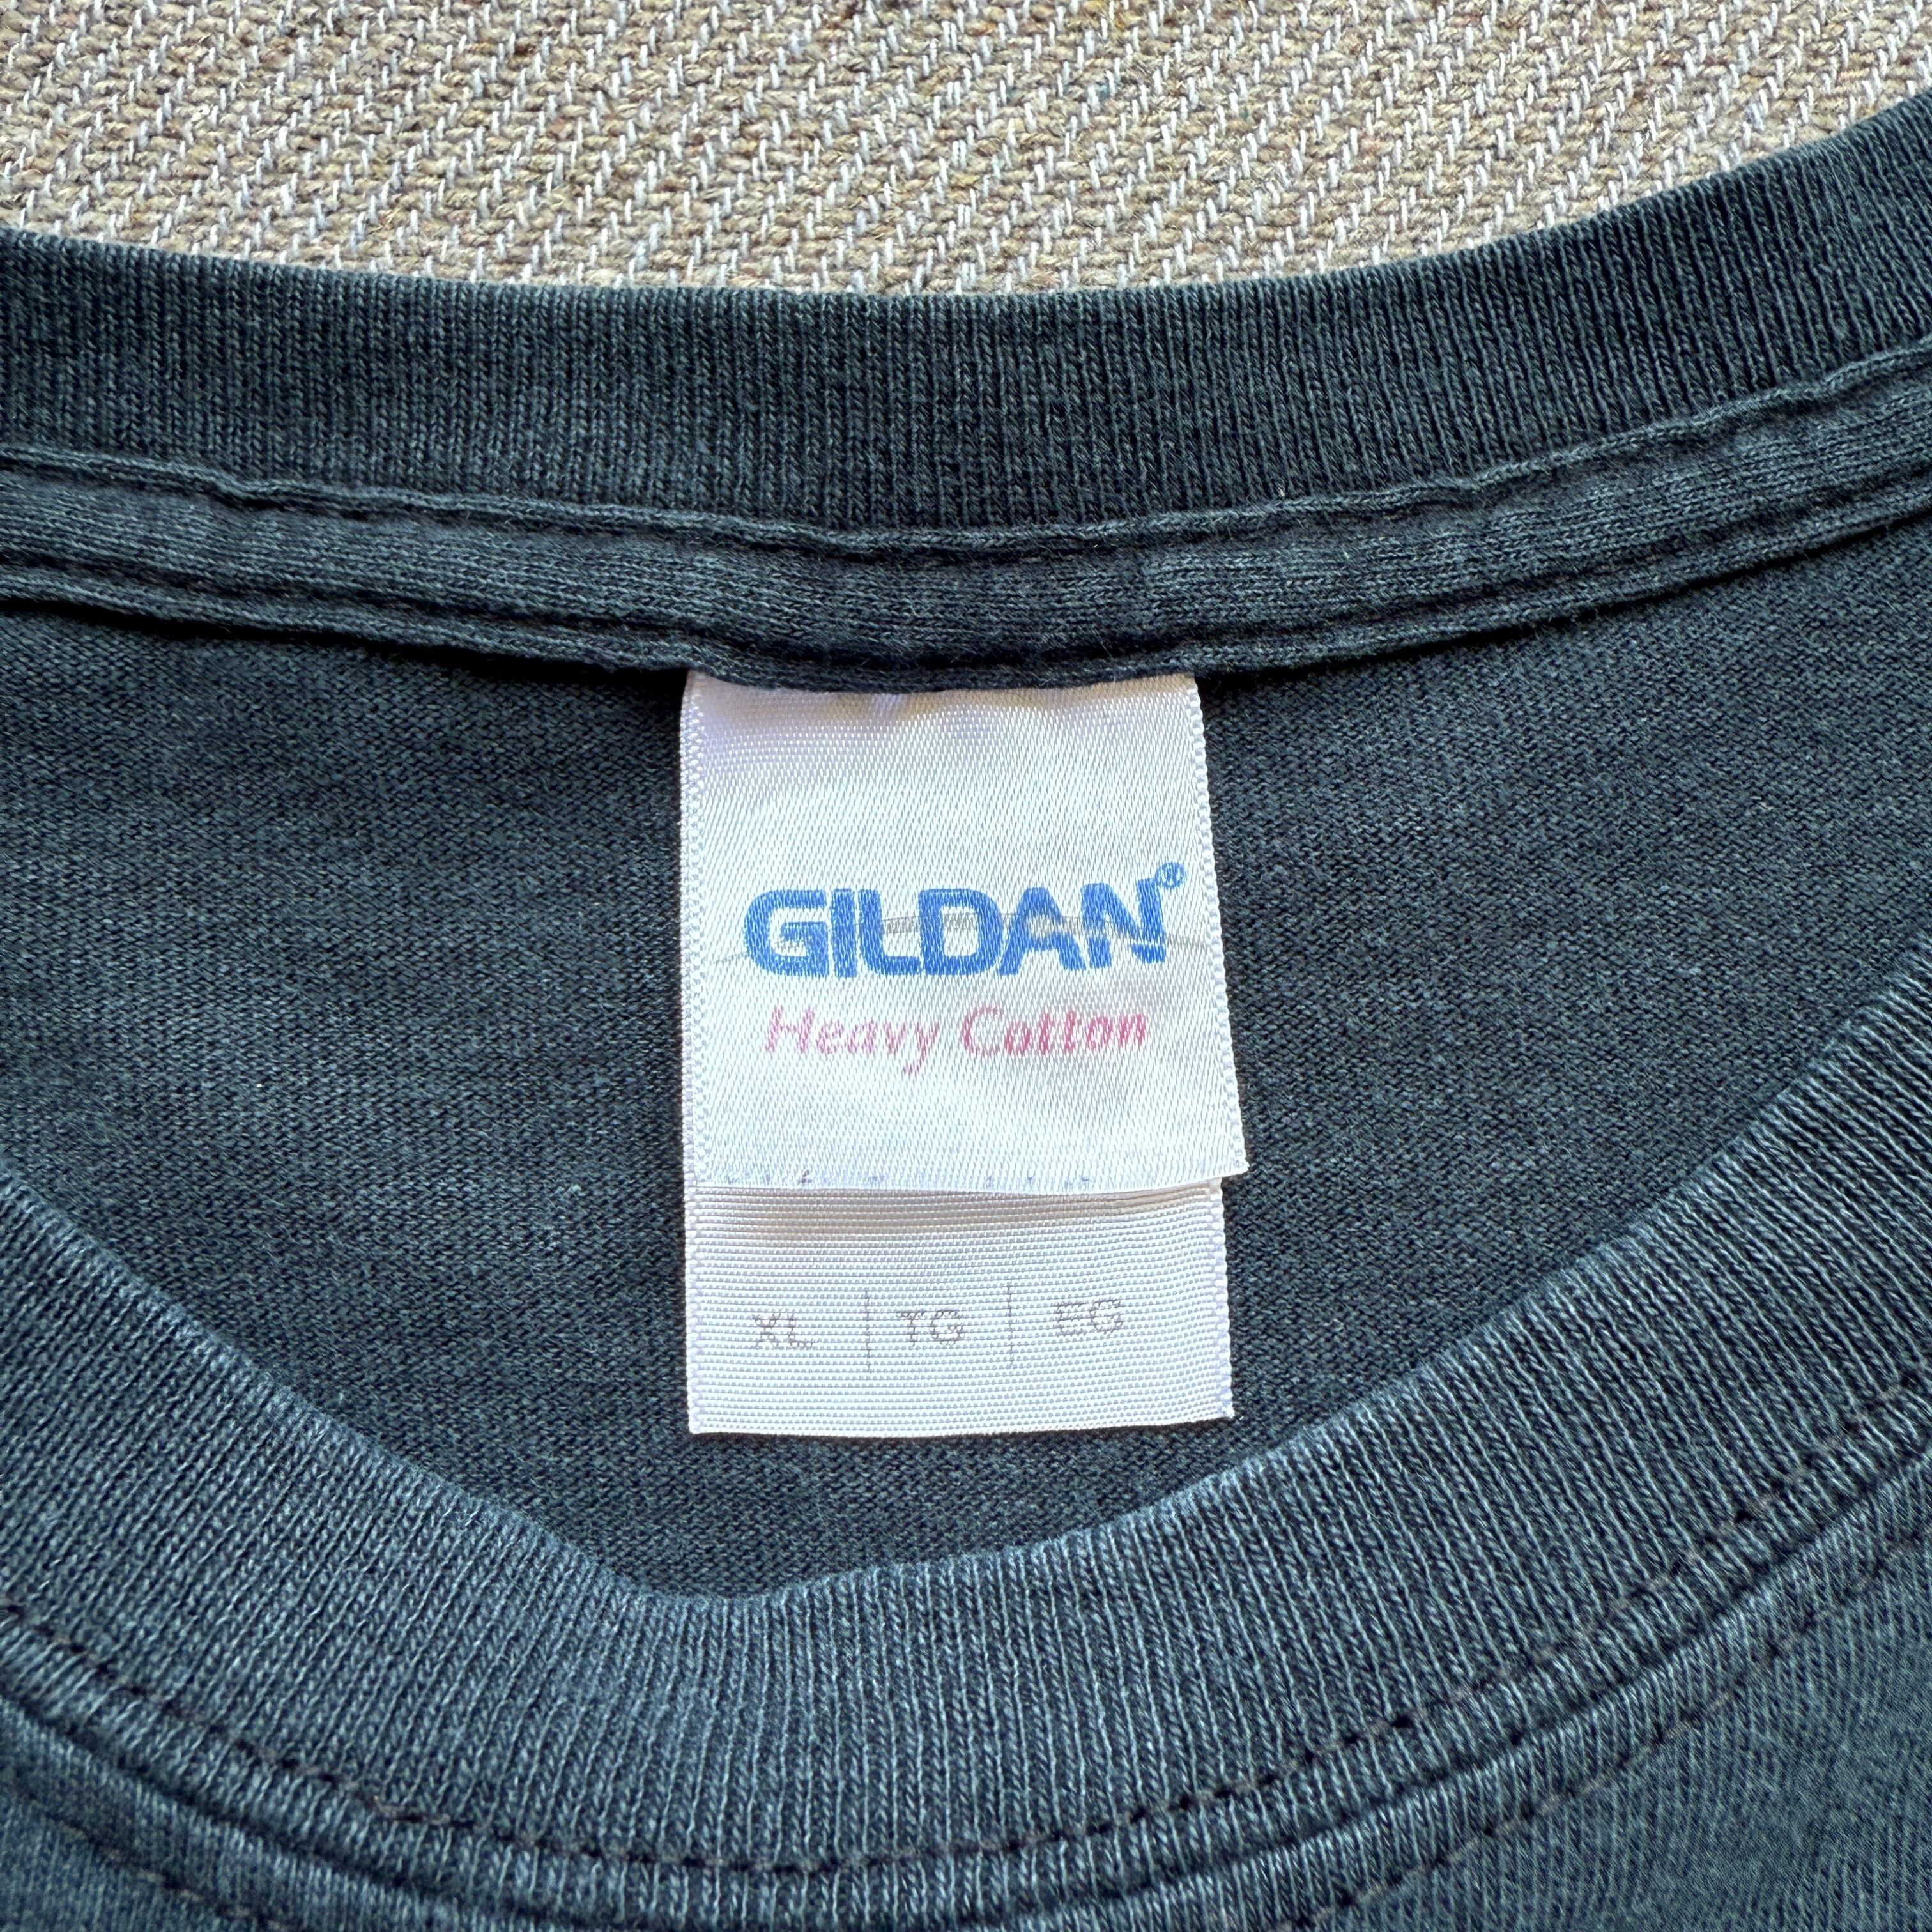 GILDAN®
Heavy Cotton
XL | TG | EG